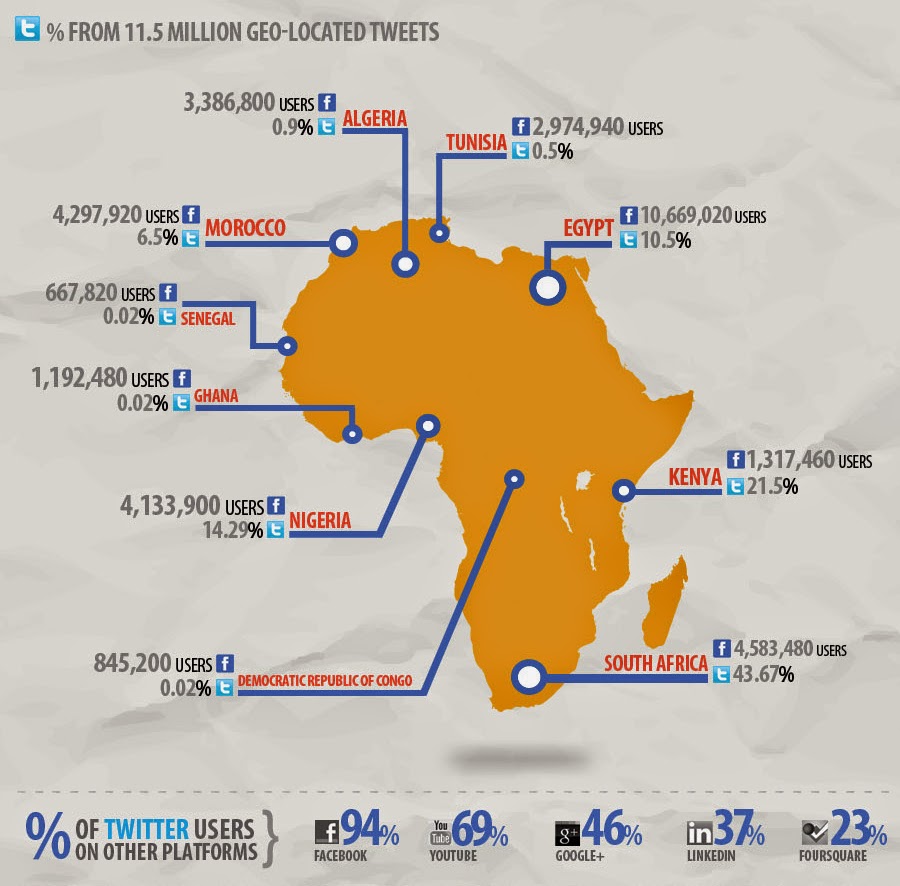 % FROM 11.5 MILLION GEO-LOCATED TWEETS
3,386,800 USERS
0.9%
ALGERIA
2,974,940 USERS
0.5%
TUNISIA
4,297,920 USERS
6.5%
MOROCCO
10,669,020 USERS
10.5%
EGYPT
667,820 USERS
0.02%
SENEGAL
1,192,480 USERS
0.02%
GHANA
1,317,460 USERS
21.5%
KENYA
4,133,900 USERS
14.29%
NIGERIA
845,200 USERS
0.02%
DEMOCRATIC REPUBLIC OF CONGO
4,583,480 USERS
43.67%
SOUTH AFRICA
% OF TWITTER USERS
ON OTHER PLATFORMS
94%
FACEBOOK
You
Tube
69%
YOUTUBE
g+
46%
GOOGLE+
in
37%
LINKEDIN
23%
FOURSQUARE